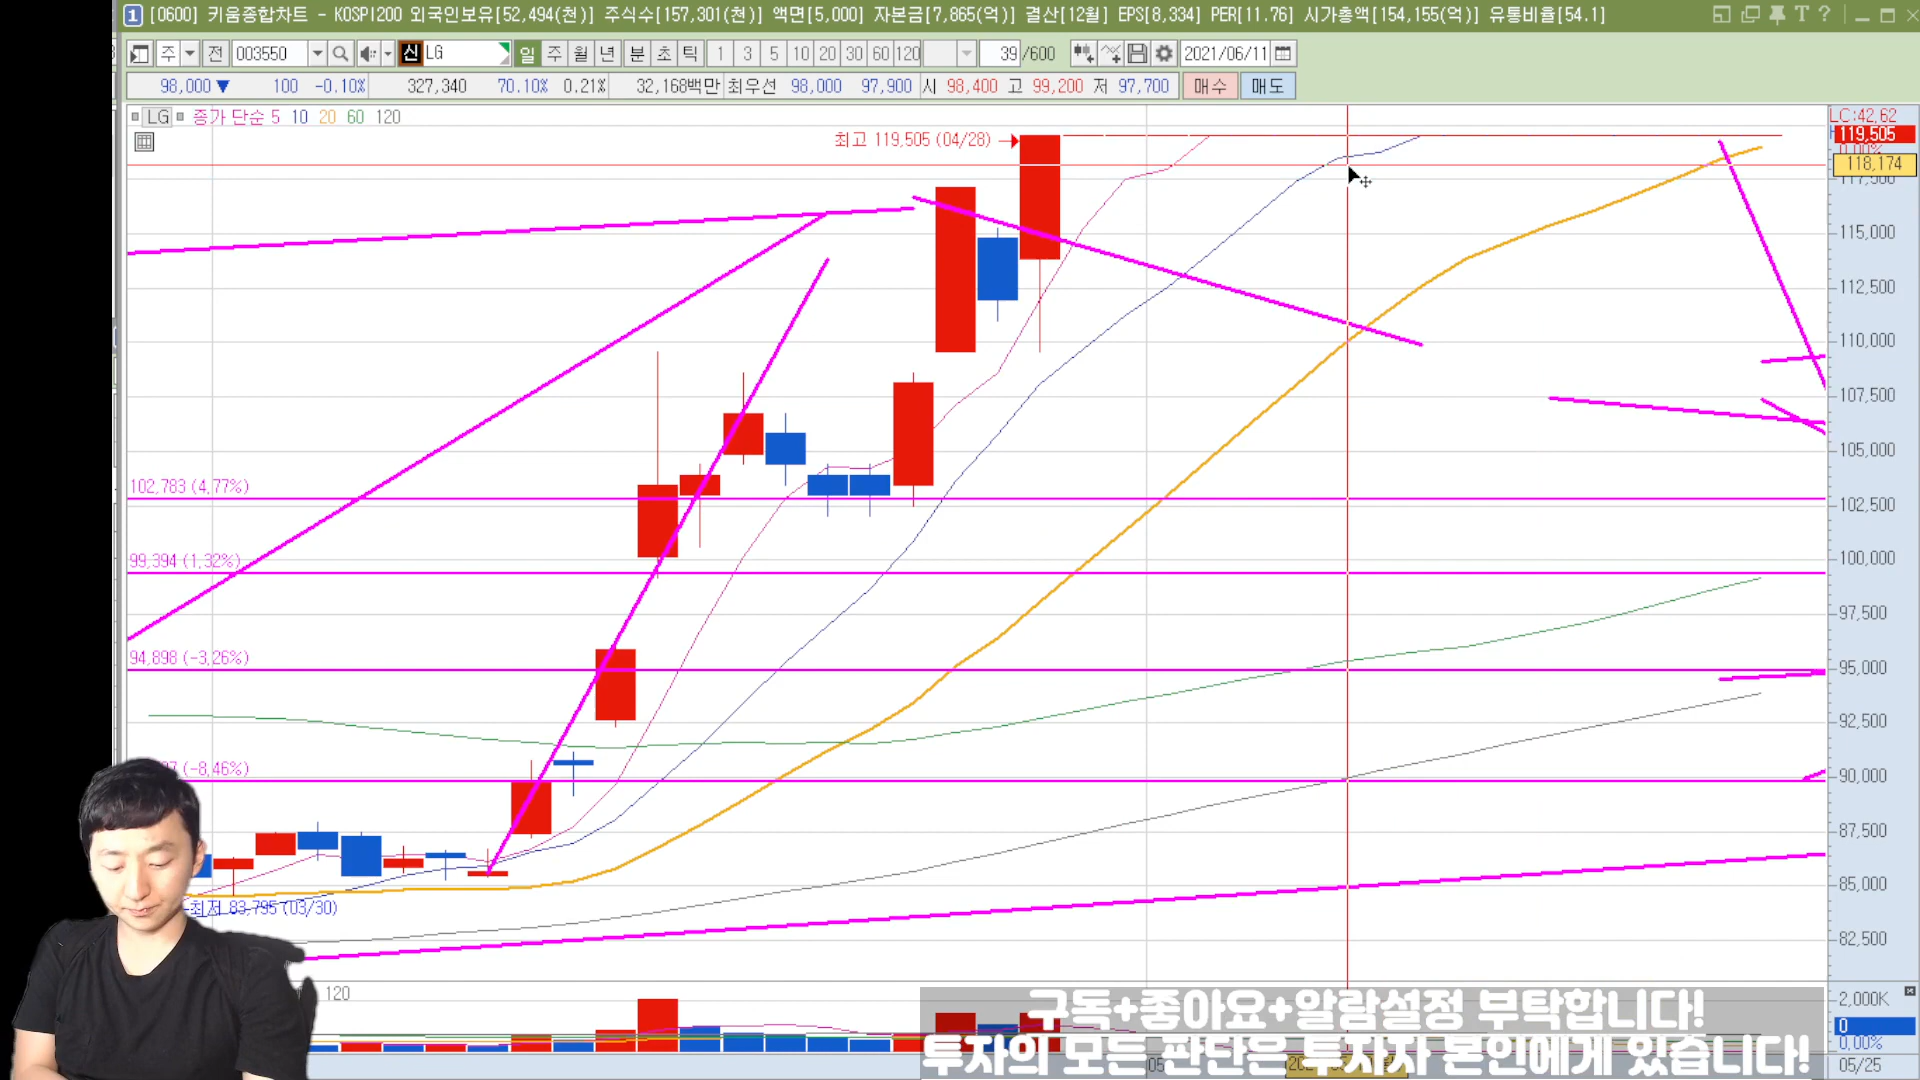 1 [0600] 키움종합차트 - KOSPI200 외국인보유[52,494(천)] 주식수[157,301(천)] 액면[5,000] 자본금[7,865(억)] 결산[12월] EPS[8,334] PER[11.76] 시가총액[154,155(억)] 유통비율[54.1] T ?
주 전 003550 신 LG 일 주 월 년 분 초 틱 1 3 5 10 20 30 60 120 39 /600 2021/06/11
98,000 ▼ 100 -0.10% 327,340 70.10% 0.21% 32,168백만 최우선 98,000 97,900 시 98,400 고 99,200 저 97,700 매수 매도
LG 종가 단순 5 10 20 60 120
LC:42,62
최고 119,505 (04/28)
119,505
118,174
115,000
112,500
110,000
107,500
105,000
102,783 (4,77%)
102,500
99,394 (1,32%)
100,000
97,500
94,898 (-3,26%)
95,000
92,500
(-8,46%)
90,000
87,500
85,000
최저 83,795 (03/30)
82,500
120
2,000K
0
0,00%
05/25
구독+좋아요+알람설정 부탁합니다!
투자의 모든 판단은 투자자 본인에게 있습니다!